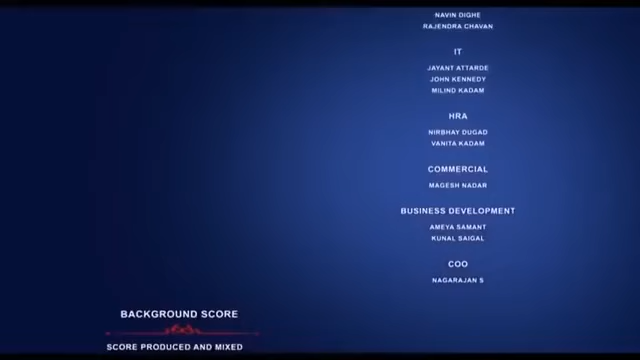 NAVIN DIGHE
RAJENDRA CHAVAN
IT
JAYANT ATTARDE
JOHN KENNEDY
MILIND KADAM
HRA
NIRBHAY DUGAD
VANITA KADAM
COMMERCIAL
MAGESH NADAR
BUSINESS DEVELOPMENT
AMEYA SAMANT
KUNAL SAIGAL
COO
NAGARAJAN S
BACKGROUND SCORE
SCORE PRODUCED AND MIXED